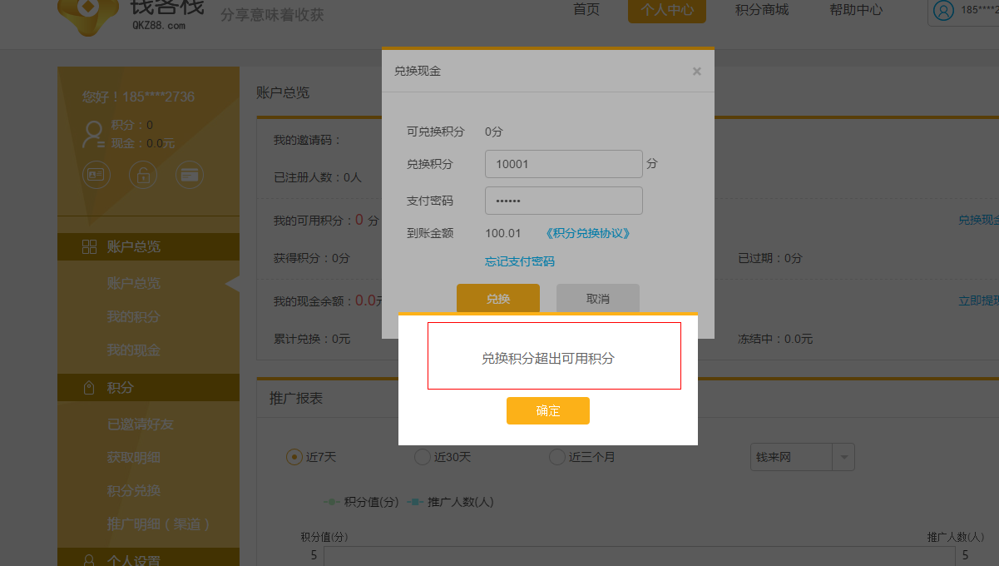 钱客栈
QKZ88.com
分享意味着收获
首页
个人中心
积分商城
帮助中心
185****2
您好！185****2736
积分：0
现金：0.0元
账户总览
账户总览
我的积分
我的现金
积分
已邀请好友
获取明细
积分兑换
推广明细（渠道）
个人设置
账户总览
我的邀请码：
已注册人数：0人
我的可用积分：0 分
兑换现金
获得积分：0分
已过期：0分
我的现金余额：0.0元
立即提现
累计兑换：0元
冻结中：0.0元
兑换现金
×
可兑换积分 0分
兑换积分 10001 分
支付密码 ••••••
到账金额 100.01 《积分兑换协议》
忘记支付密码
兑换 取消
兑换积分超出可用积分
确定
推广报表
近7天 近30天 近三个月 钱来网
积分值(分) 推广人数(人)
积分值(分) 推广人数(人)
5 5